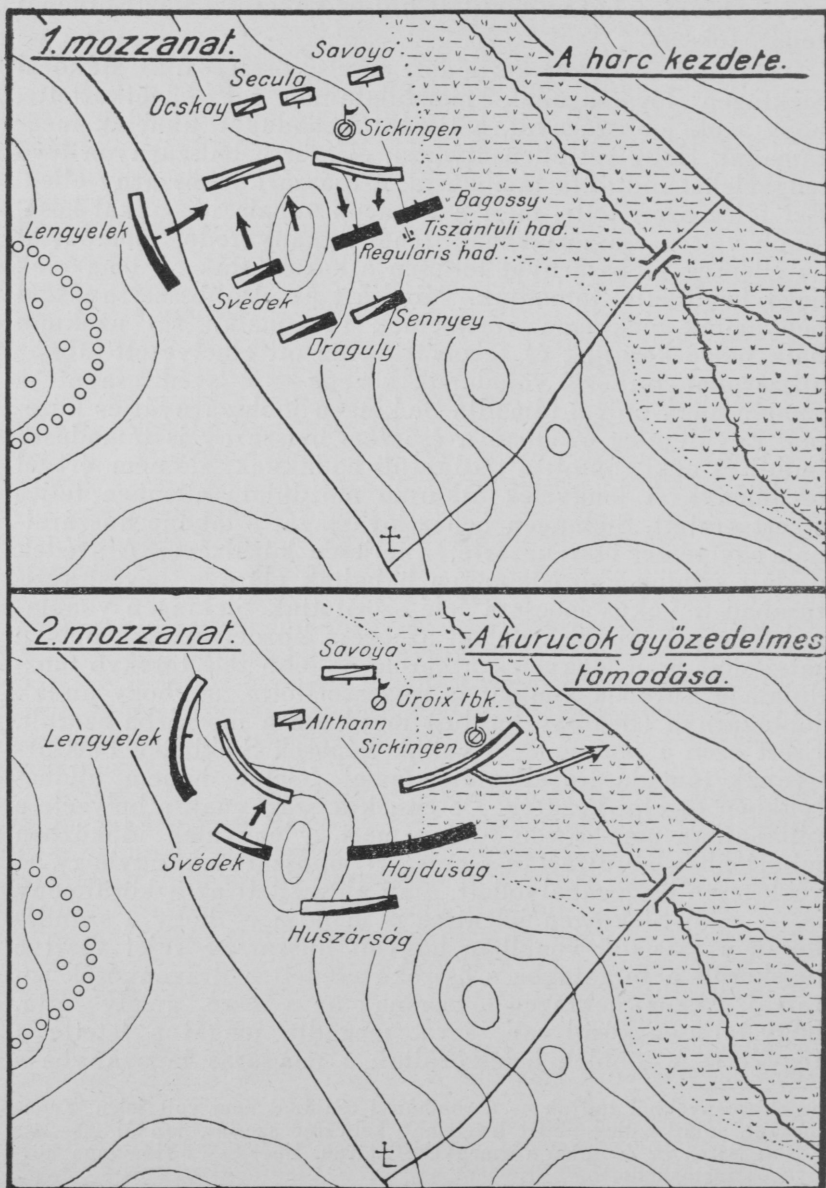 1. mozzanat.
A harc kezdete.
Savoya
Secula
Ocskay
Sickingen
Lengyelek
Bagossy
Tiszántuli had.
Reguláris had.
Svédek
Sennyey
Draguly
2. mozzanat.
A kurucok győzedelmes
támadása.
Savoya
Croix tbk.
Althann
Lengyelek
Sickingen
Svédek
Hajduság
Huszárság